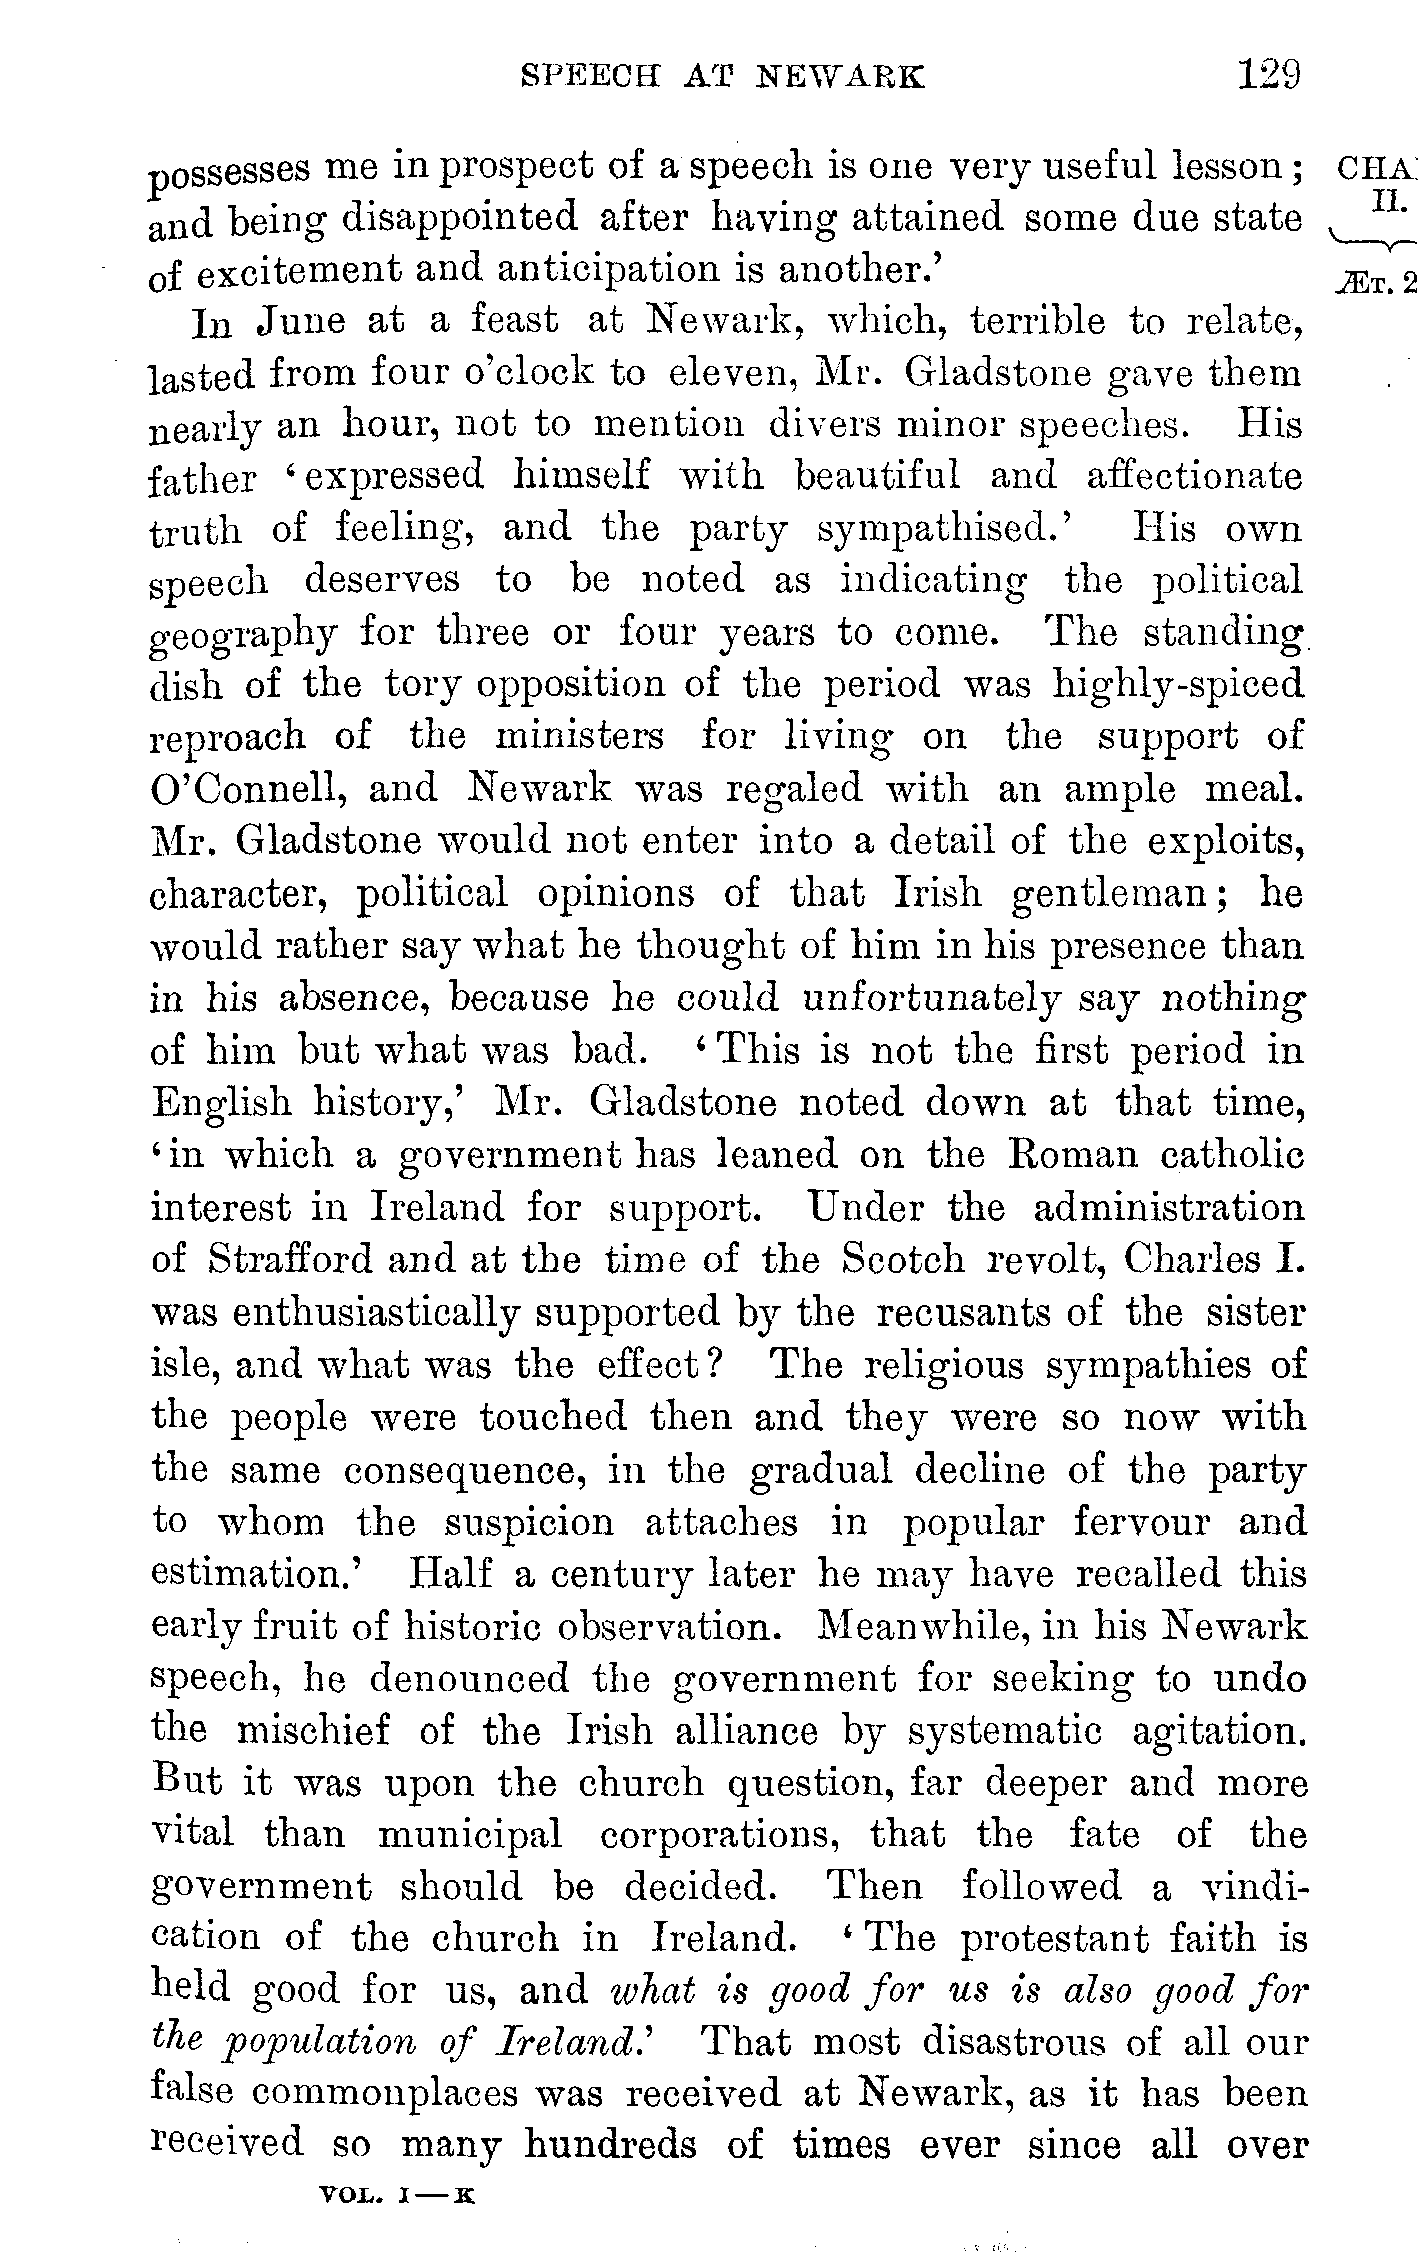 SPEECH AT NEWARK 129
possesses me in prospect of a speech is one very useful lesson;
and being disappointed after having attained some due state
of excitement and anticipation is another.’
CHA
II.
ÆT. 2
In June at a feast at Newark, which, terrible to relate,
lasted from four o’clock to eleven, Mr. Gladstone gave them
nearly an hour, not to mention divers minor speeches. His
father ‘expressed himself with beautiful and affectionate
truth of feeling, and the party sympathised.’ His own
speech deserves to be noted as indicating the political
geography for three or four years to come. The standing
dish of the tory opposition of the period was highly-spiced
reproach of the ministers for living on the support of
O’Connell, and Newark was regaled with an ample meal.
Mr. Gladstone would not enter into a detail of the exploits,
character, political opinions of that Irish gentleman; he
would rather say what he thought of him in his presence than
in his absence, because he could unfortunately say nothing
of him but what was bad. ‘This is not the first period in
English history,’ Mr. Gladstone noted down at that time,
‘in which a government has leaned on the Roman catholic
interest in Ireland for support. Under the administration
of Strafford and at the time of the Scotch revolt, Charles I.
was enthusiastically supported by the recusants of the sister
isle, and what was the effect? The religious sympathies of
the people were touched then and they were so now with
the same consequence, in the gradual decline of the party
to whom the suspicion attaches in popular fervour and
estimation.’ Half a century later he may have recalled this
early fruit of historic observation. Meanwhile, in his Newark
speech, he denounced the government for seeking to undo
the mischief of the Irish alliance by systematic agitation.
But it was upon the church question, far deeper and more
vital than municipal corporations, that the fate of the
government should be decided. Then followed a vindi-
cation of the church in Ireland. ‘The protestant faith is
held good for us, and what is good for us is also good for
the population of Ireland.’ That most disastrous of all our
false commonplaces was received at Newark, as it has been
received so many hundreds of times ever since all over
VOL. I—K